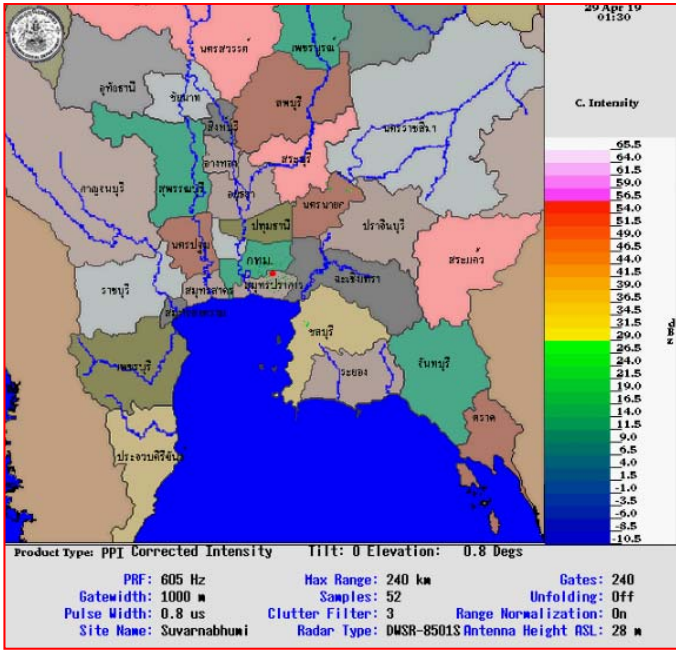 29 Apr 19
01:30
C. Intensity
นครสวรรค์
เพชรบูรณ์
อุทัยธานี
ชัยนาท
ลพบุรี
สิงหบุรี
นครราชสีมา
อ่างทอง
สระบุรี
กาญจนบุรี
สุพรรณบุรี
อยุธยา
นครนายก
ปทุมธานี
ปราจีนบุรี
นครปฐม
กทม.
สระแก้ว
ฉะเชิงเทรา
ราชบุรี
สมุทรสาคร
สมุทรปราการ
ชลบุรี
เพชรบุรี
ระยอง
จันทบุรี
ตราด
ประจวบคีรีขัน
65.5
64.0
61.5
59.0
56.5
54.0
51.5
49.0
46.5
44.0
41.5
39.0
36.5
34.0
31.5
29.0
26.5
24.0
21.5
19.0
16.5
14.0
11.5
9.0
6.5
4.0
1.5
-1.0
-3.5
-6.0
-8.5
-10.5
Product Type: PPI Corrected Intensity Tilt: 0 Elevation: 0.8 Degs
PRF: 605 Hz Max Range: 240 km Gates: 240
Gatewidth: 1000 m Samples: 52 Unfolding: Off
Pulse Width: 0.8 us Clutter Filter: 3 Range Normalization: On
Site Name: Suvarnabhumi Radar Type: DWSR-8501S Antenna Height ASL: 28 m